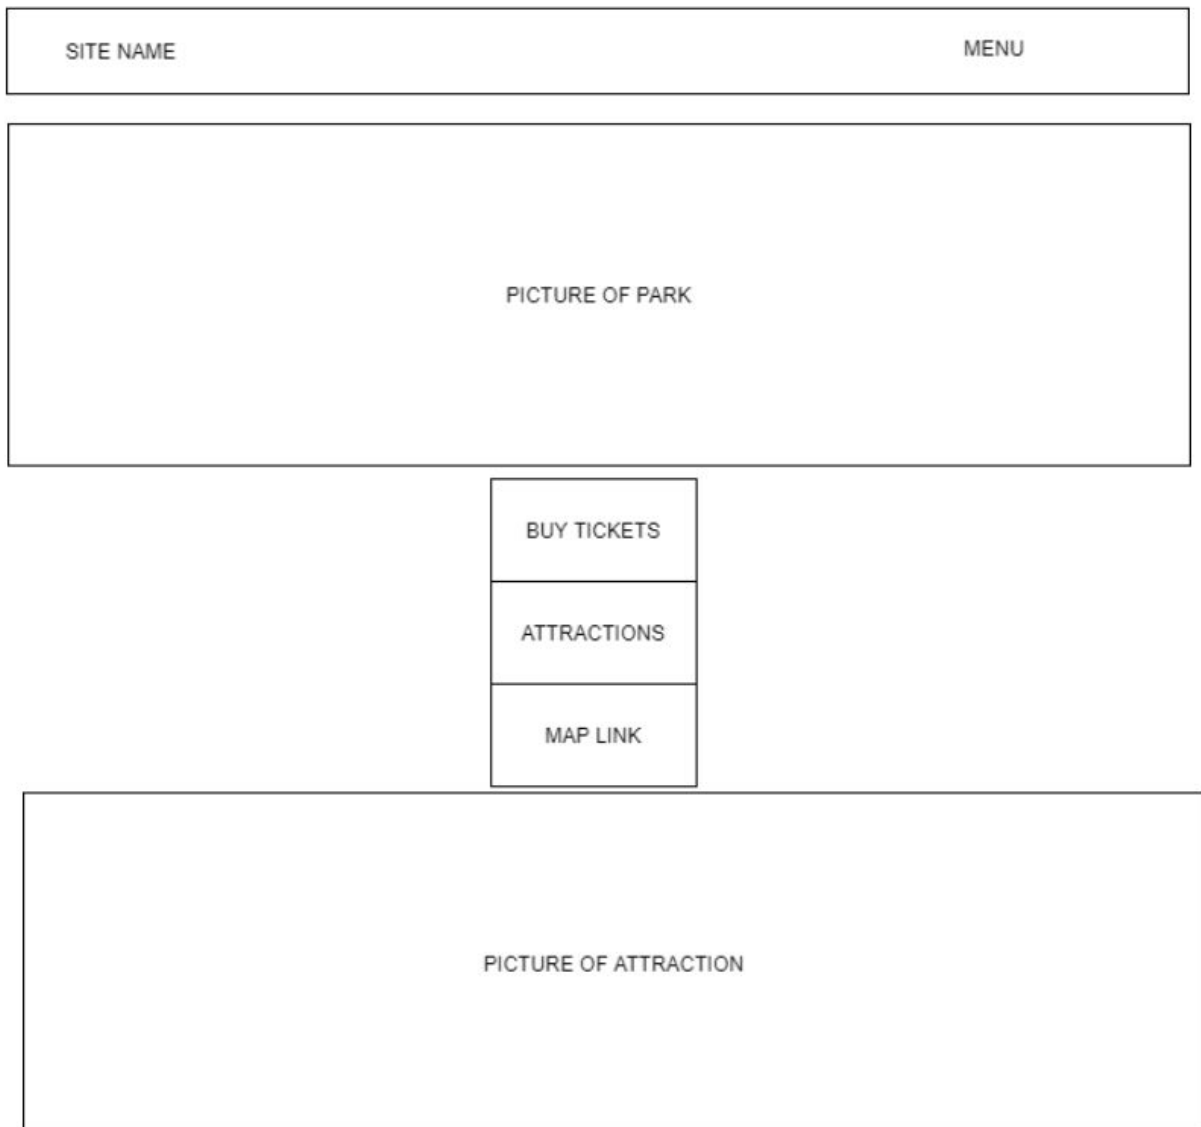 SITE NAME MENU
PICTURE OF PARK
BUY TICKETS
ATTRACTIONS
MAP LINK
PICTURE OF ATTRACTION